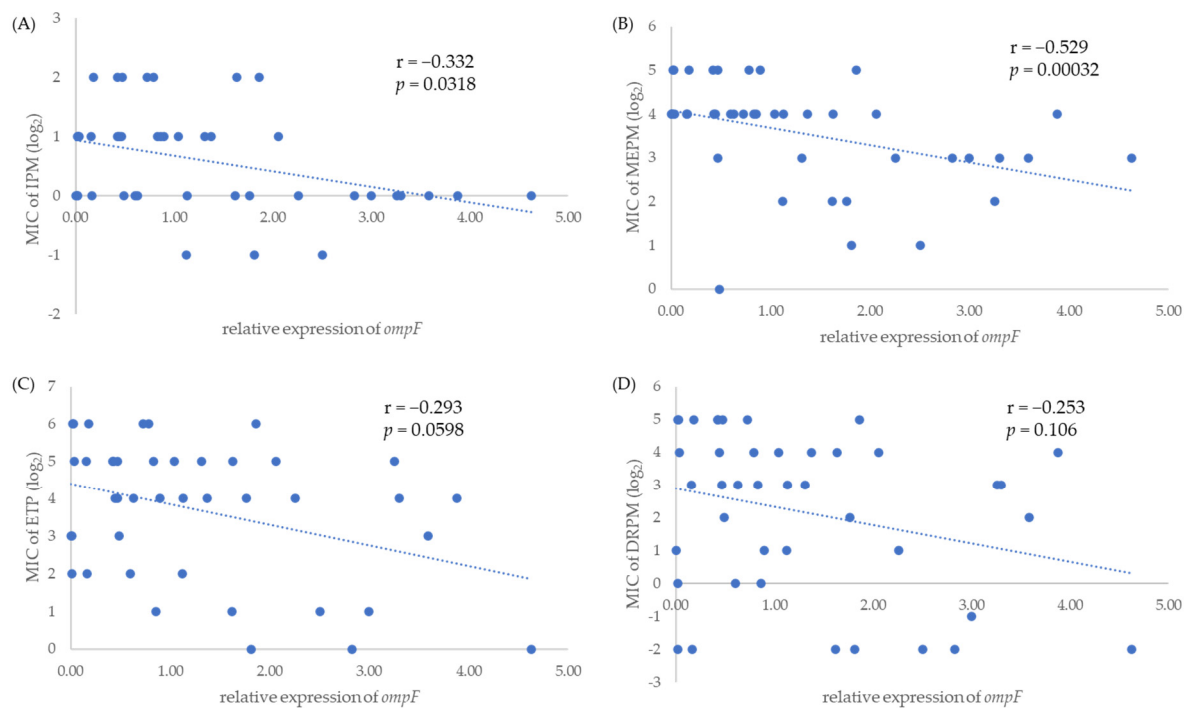 (A)
3
2
1
0
-1
-2
MIC of IPM (log2)
r = –0.332
p = 0.0318
0.00 1.00 2.00 3.00 4.00 5.00
relative expression of ompF
(B)
6
5
4
3
2
1
0
MIC of MEPM (log2)
r = –0.529
p = 0.00032
0.00 1.00 2.00 3.00 4.00 5.00
relative expression of ompF
(C)
7
6
5
4
3
2
1
0
MIC of ETP (log2)
r = –0.293
p = 0.0598
0.00 1.00 2.00 3.00 4.00 5.00
relative expression of ompF
(D)
6
5
4
3
2
1
0
-1
-2
-3
MIC of DRPM (log2)
r = –0.253
p = 0.106
0.00 1.00 2.00 3.00 4.00 5.00
relative expression of ompF